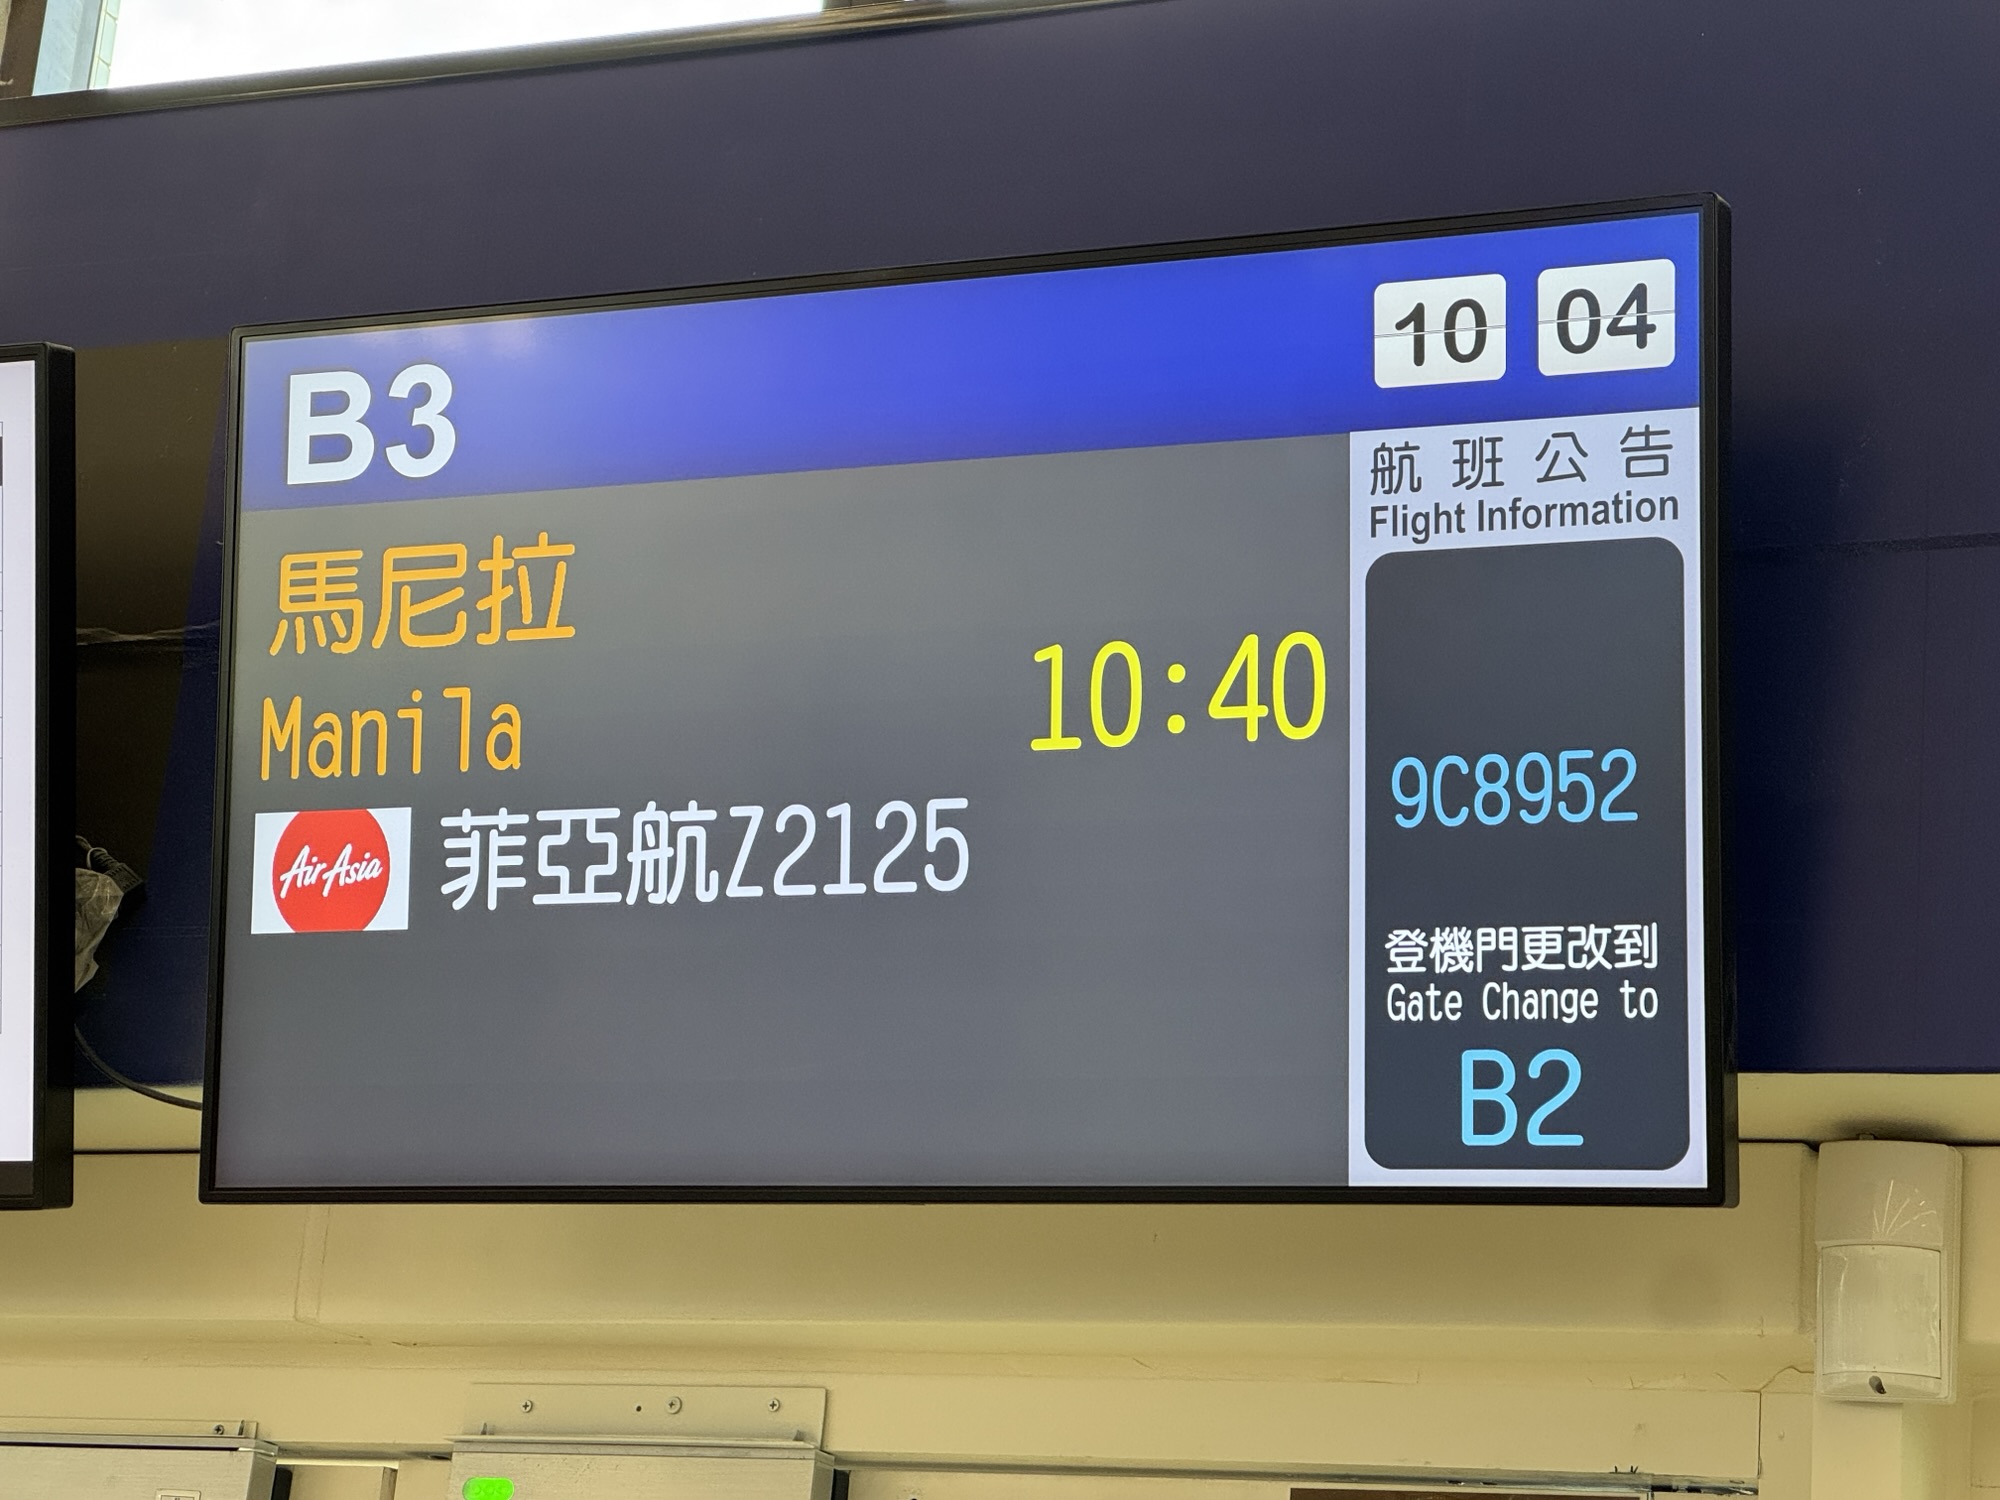 B3
10 04
馬尼拉
Manila
10:40
AirAsia
菲亞航Z2125
航班公告
Flight Information
9C8952
登機門更改到
Gate Change to
B2